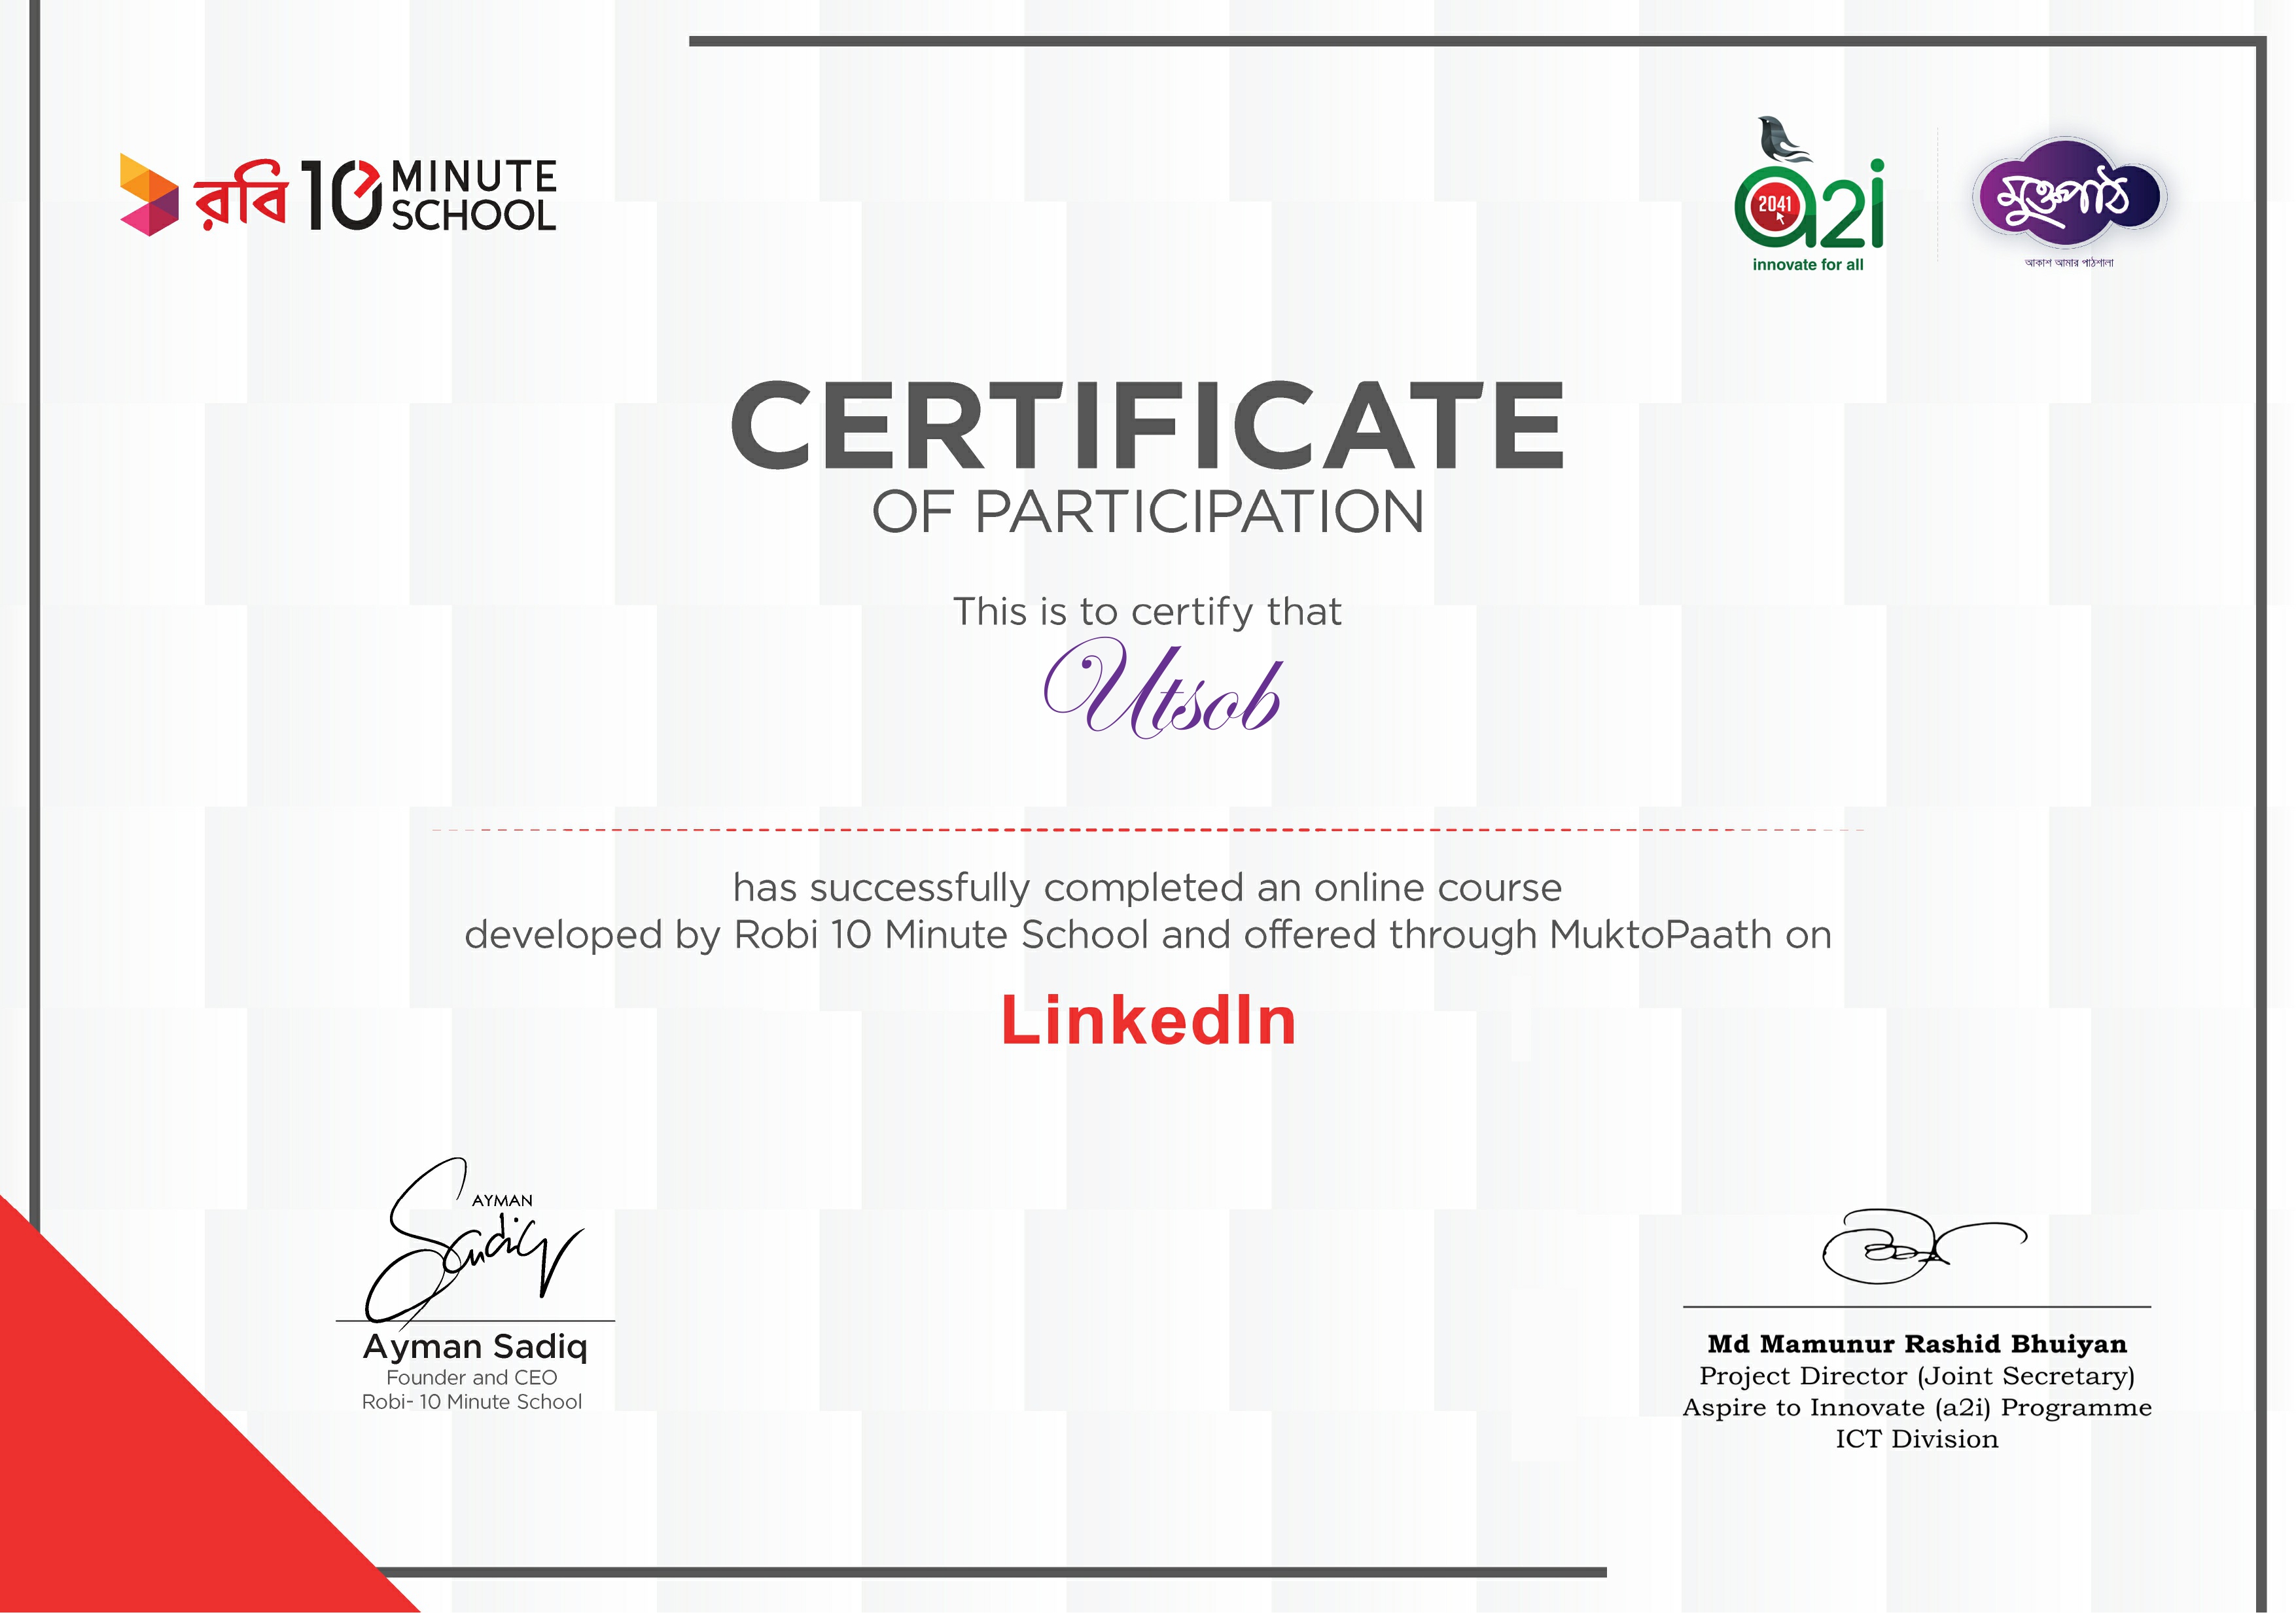 রবি 10 MINUTE SCHOOL
2041
a2i
innovate for all
মুক্তপাঠ
আকাশ আমার পাঠশালা
CERTIFICATE
OF PARTICIPATION
This is to certify that
Utsob
has successfully completed an online course
developed by Robi 10 Minute School and offered through MuktoPaath on
LinkedIn
AYMAN
Sadiq
Ayman Sadiq
Founder and CEO
Robi- 10 Minute School
Md Mamunur Rashid Bhuiyan
Project Director (Joint Secretary)
Aspire to Innovate (a2i) Programme
ICT Division